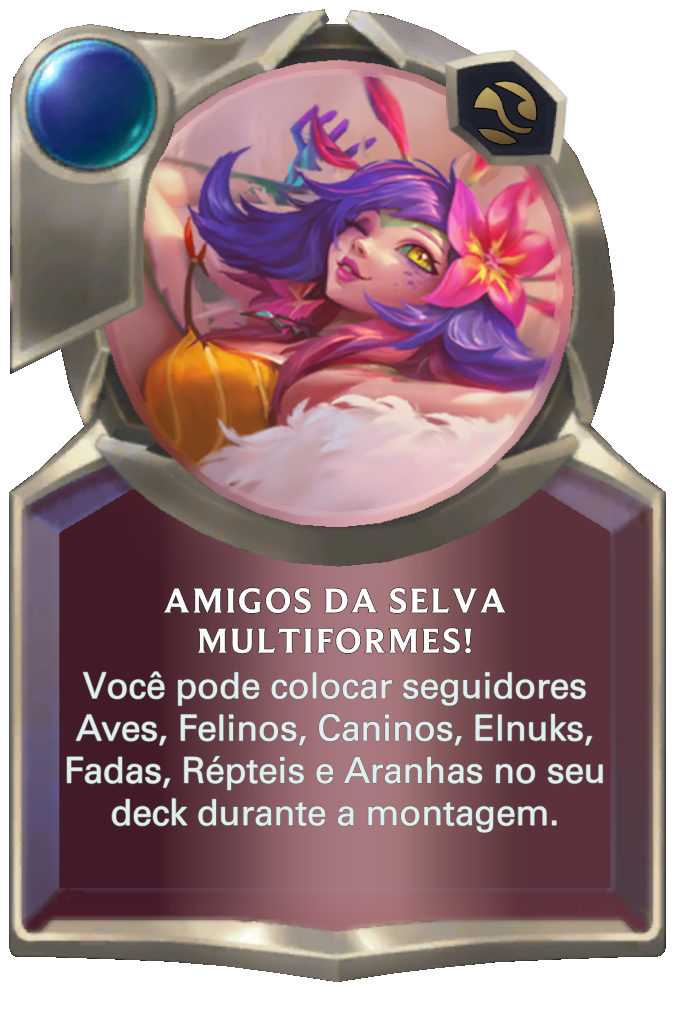 AMIGOS DA SELVA
MULTIFORMES!
Você pode colocar seguidores
Aves, Felinos, Caninos, Elnuks,
Fadas, Répteis e Aranhas no seu
deck durante a montagem.